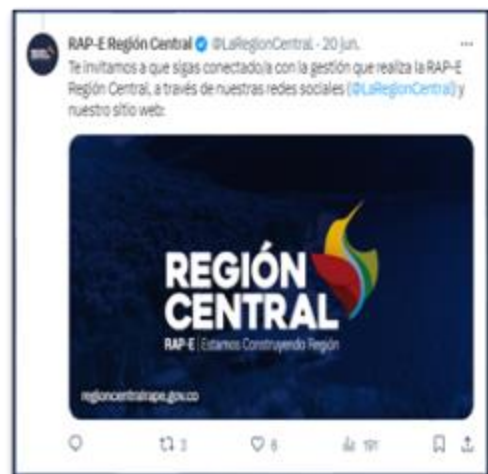 RAP-E Región Central @LaRegionCentral · 20 jun.
Te invitamos a que sigas conectado/a con la gestión que realiza la RAP-E
Región Central, a través de nuestras redes sociales (@LaRegionCentral) y
nuestro sitio web:
REGIÓN
CENTRAL
RAP-E | Estamos Construyendo Región
regioncentralrape.gov.co
3 6 191